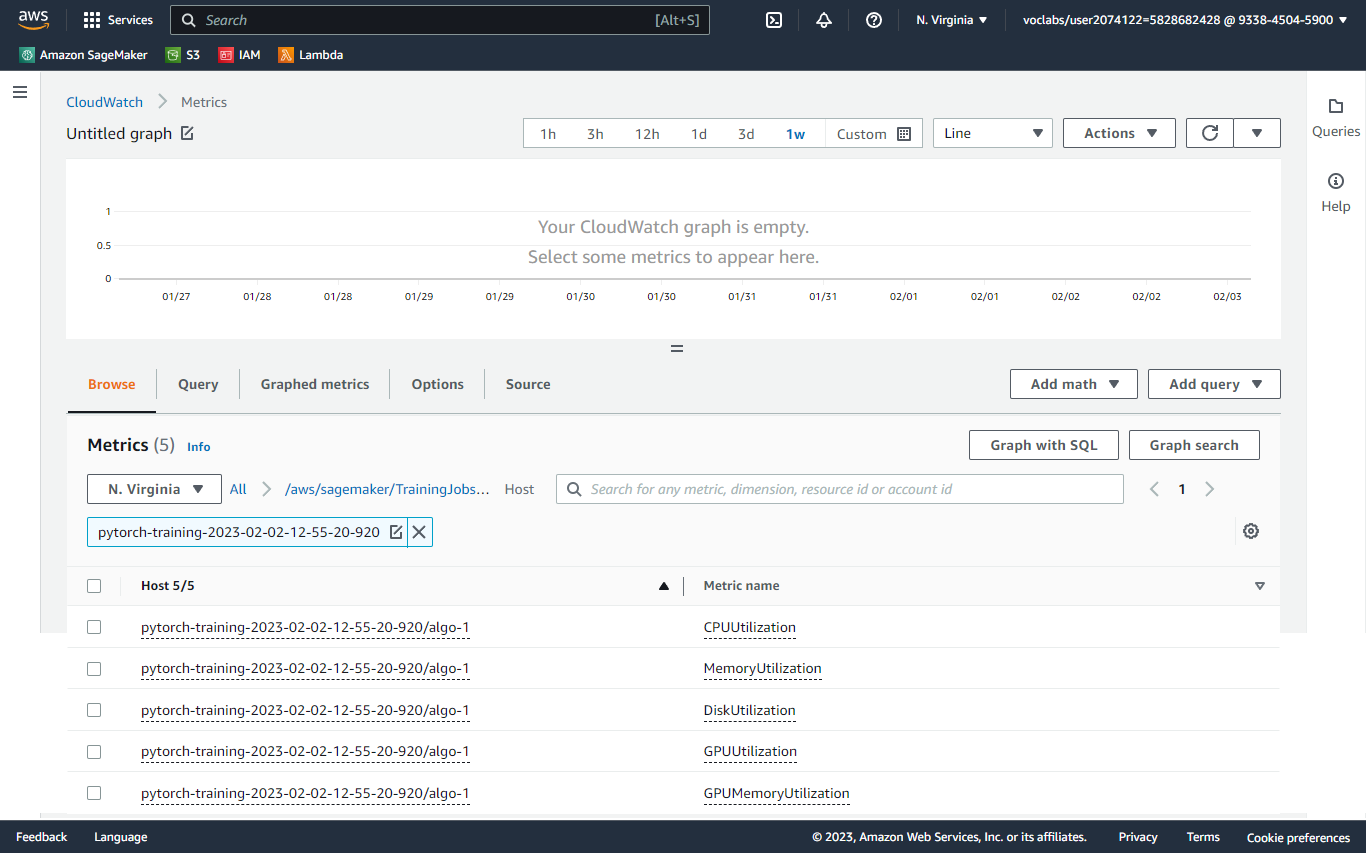 aws
Services
Search [Alt+S]
N. Virginia
voclabs/user2074122=5828682428 @ 9338-4504-5900
Amazon SageMaker S3 IAM Lambda
CloudWatch Metrics
Untitled graph
1h 3h 12h 1d 3d 1w Custom
Line
Actions
Queries
Help
1
0.5
0
Your CloudWatch graph is empty.
Select some metrics to appear here.
01/27 01/28 01/28 01/29 01/29 01/30 01/30 01/31 01/31 02/01 02/01 02/02 02/02 02/03
Browse Query Graphed metrics Options Source
Add math Add query
Metrics (5) Info
Graph with SQL Graph search
N. Virginia All /aws/sagemaker/TrainingJobs... Host
Search for any metric, dimension, resource id or account id
1
pytorch-training-2023-02-02-12-55-20-920
Host 5/5 Metric name
pytorch-training-2023-02-02-12-55-20-920/algo-1 CPUUtilization
pytorch-training-2023-02-02-12-55-20-920/algo-1 MemoryUtilization
pytorch-training-2023-02-02-12-55-20-920/algo-1 DiskUtilization
pytorch-training-2023-02-02-12-55-20-920/algo-1 GPUUtilization
pytorch-training-2023-02-02-12-55-20-920/algo-1 GPUMemoryUtilization
Feedback Language © 2023, Amazon Web Services, Inc. or its affiliates. Privacy Terms Cookie preferences